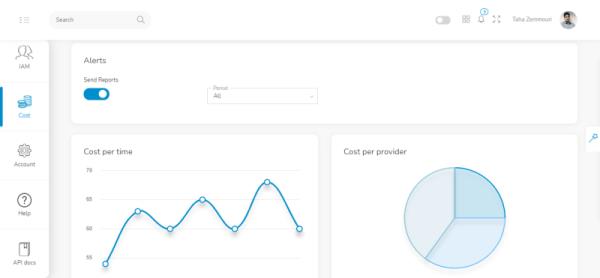 Search
3
Taha Zemmouri
IAM
Alerts
Send Reports
Period
All
Cost
Cost per time
Cost per provider
Account
70
65
60
55
Help
API docs